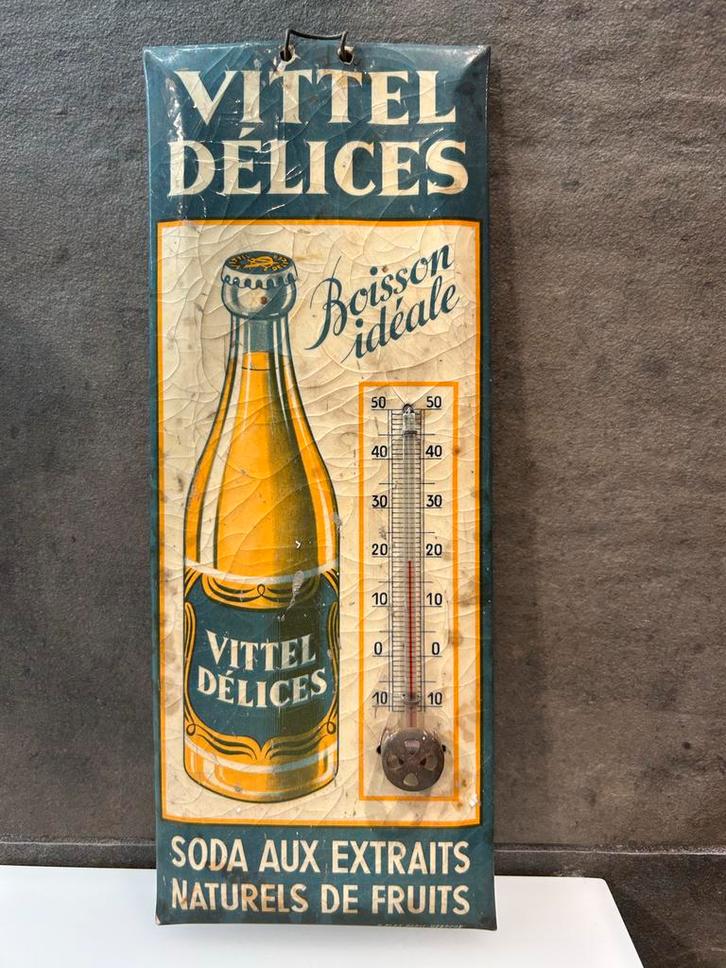 VITTEL
DÉLICES
Boisson
idéale
50 50
40 40
30 30
20 20
10 10
0 0
10 10
VITTEL
DÉLICES
SODA AUX EXTRAITS
NATURELS DE FRUITS